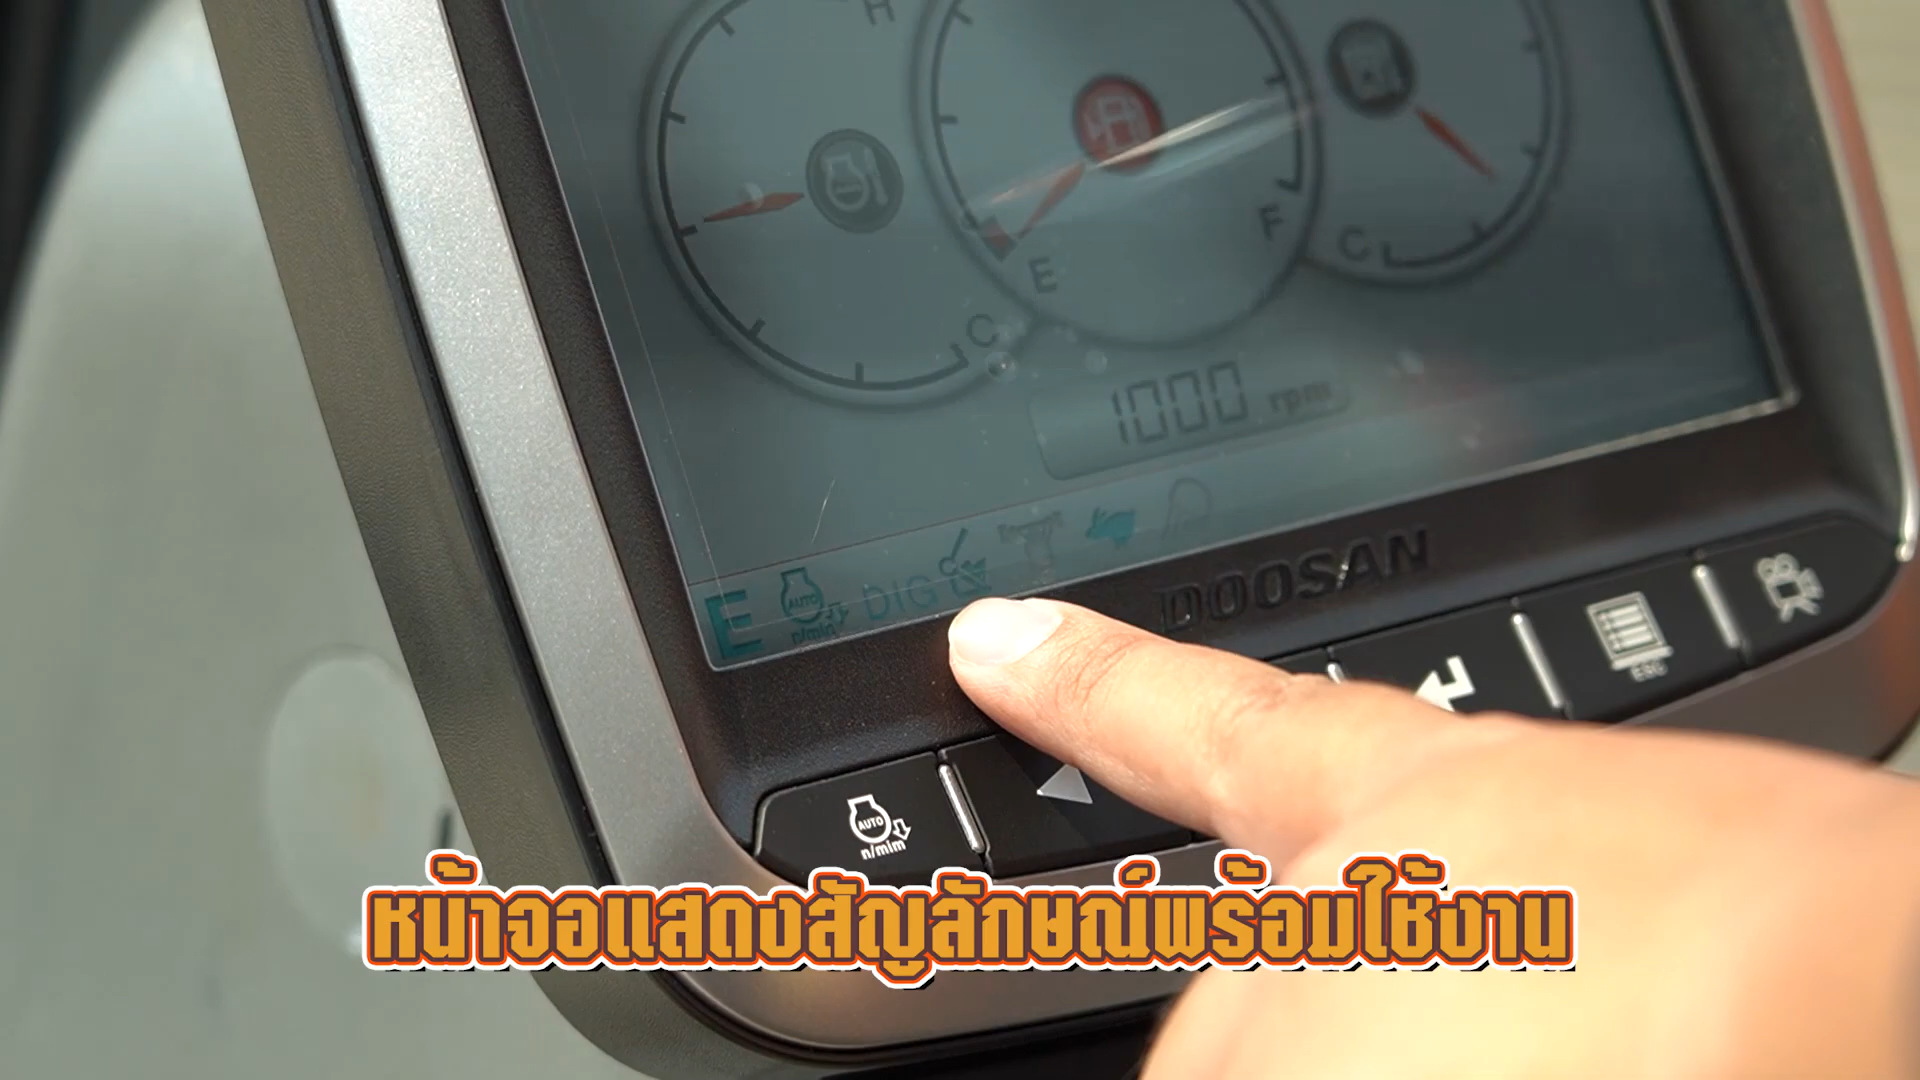 H
C
E
F
C
1000 rpm
E AUTO n/min DIG C
DOOSAN
ESC
AUTO n/min
หน้าจอแสดงสัญลักษณ์พร้อมใช้งาน